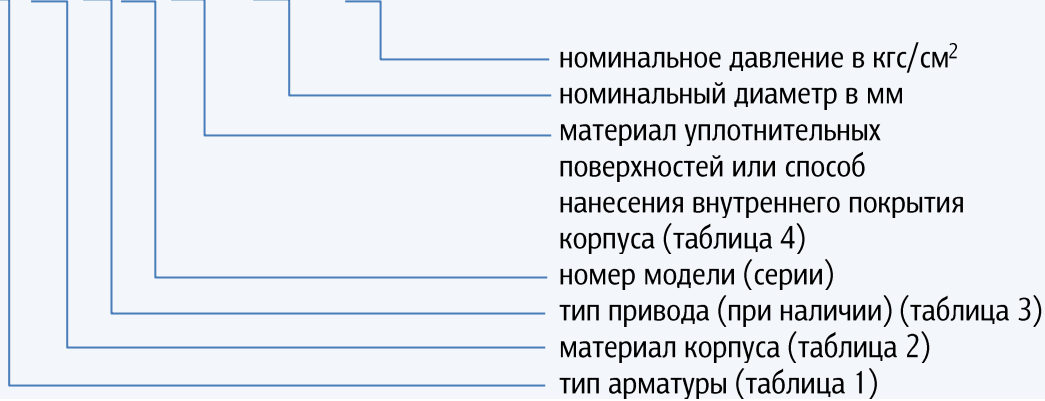 номинальное давление в кгс/см²
номинальный диаметр в мм
материал уплотнительных
поверхностей или способ
нанесения внутреннего покрытия
корпуса (таблица 4)
номер модели (серии)
тип привода (при наличии) (таблица 3)
материал корпуса (таблица 2)
тип арматуры (таблица 1)